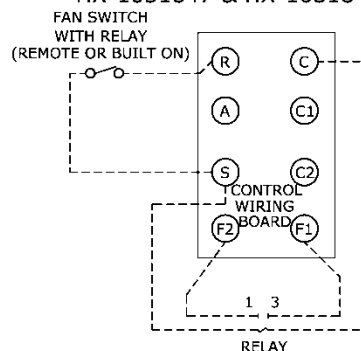 FAN SWITCH
WITH RELAY
(REMOTE OR BUILT ON)
R
C
A
C1
S
C2
CONTROL
WIRING
BOARD
F2
F1
1 3
RELAY